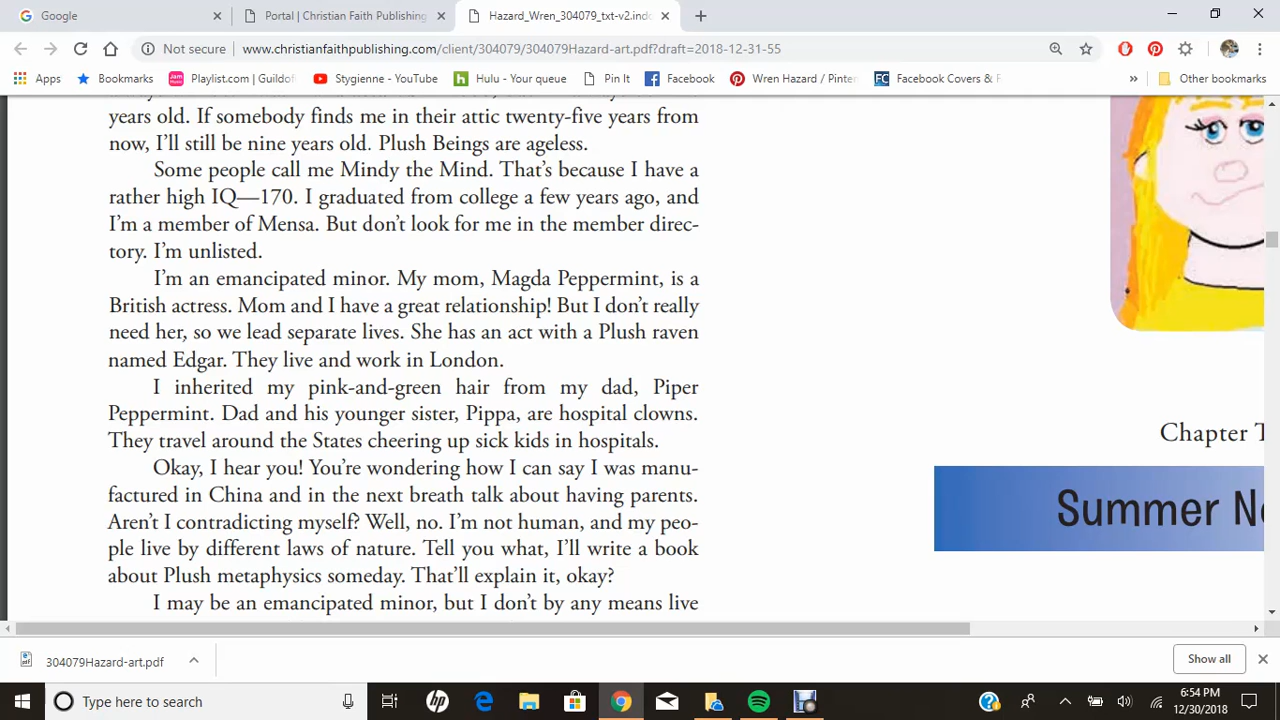 Google
Portal | Christian Faith Publishing
Hazard_Wren_304079_txt-v2.indd
Not secure
www.christianfaithpublishing.com/client/304079/304079Hazard-art.pdf?draft=2018-12-31-55
Apps
Bookmarks
Playlist.com | Guildof
Stygienne - YouTube
Hulu - Your queue
Pin It
Facebook
Wren Hazard / Pinter
Facebook Covers & F
»
Other bookmarks
years old. If somebody finds me in their attic twenty-five years from
now, I'll still be nine years old. Plush Beings are ageless.
Some people call me Mindy the Mind. That's because I have a
rather high IQ—170. I graduated from college a few years ago, and
I'm a member of Mensa. But don't look for me in the member direc-
tory. I'm unlisted.
I'm an emancipated minor. My mom, Magda Peppermint, is a
British actress. Mom and I have a great relationship! But I don't really
need her, so we lead separate lives. She has an act with a Plush raven
named Edgar. They live and work in London.
I inherited my pink-and-green hair from my dad, Piper
Peppermint. Dad and his younger sister, Pippa, are hospital clowns.
They travel around the States cheering up sick kids in hospitals.
Okay, I hear you! You're wondering how I can say I was manu-
factured in China and in the next breath talk about having parents.
Aren't I contradicting myself? Well, no. I'm not human, and my peo-
ple live by different laws of nature. Tell you what, I'll write a book
about Plush metaphysics someday. That'll explain it, okay?
I may be an emancipated minor, but I don't by any means live
Chapter T
Summer Ne
304079Hazard-art.pdf
Show all
Type here to search
6:54 PM
12/30/2018